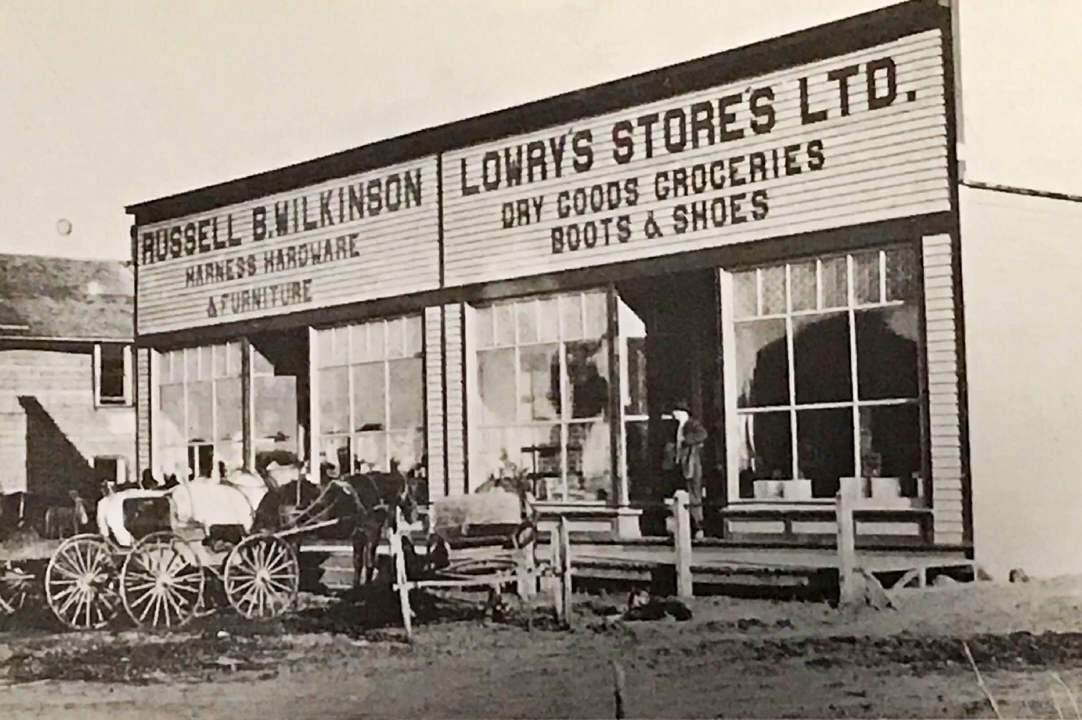 RUSSELL B. WILKINSON
HARNESS HARDWARE
& FURNITURE
LOWRY'S STORE'S LTD.
DRY GOODS GROCERIES
BOOTS & SHOES